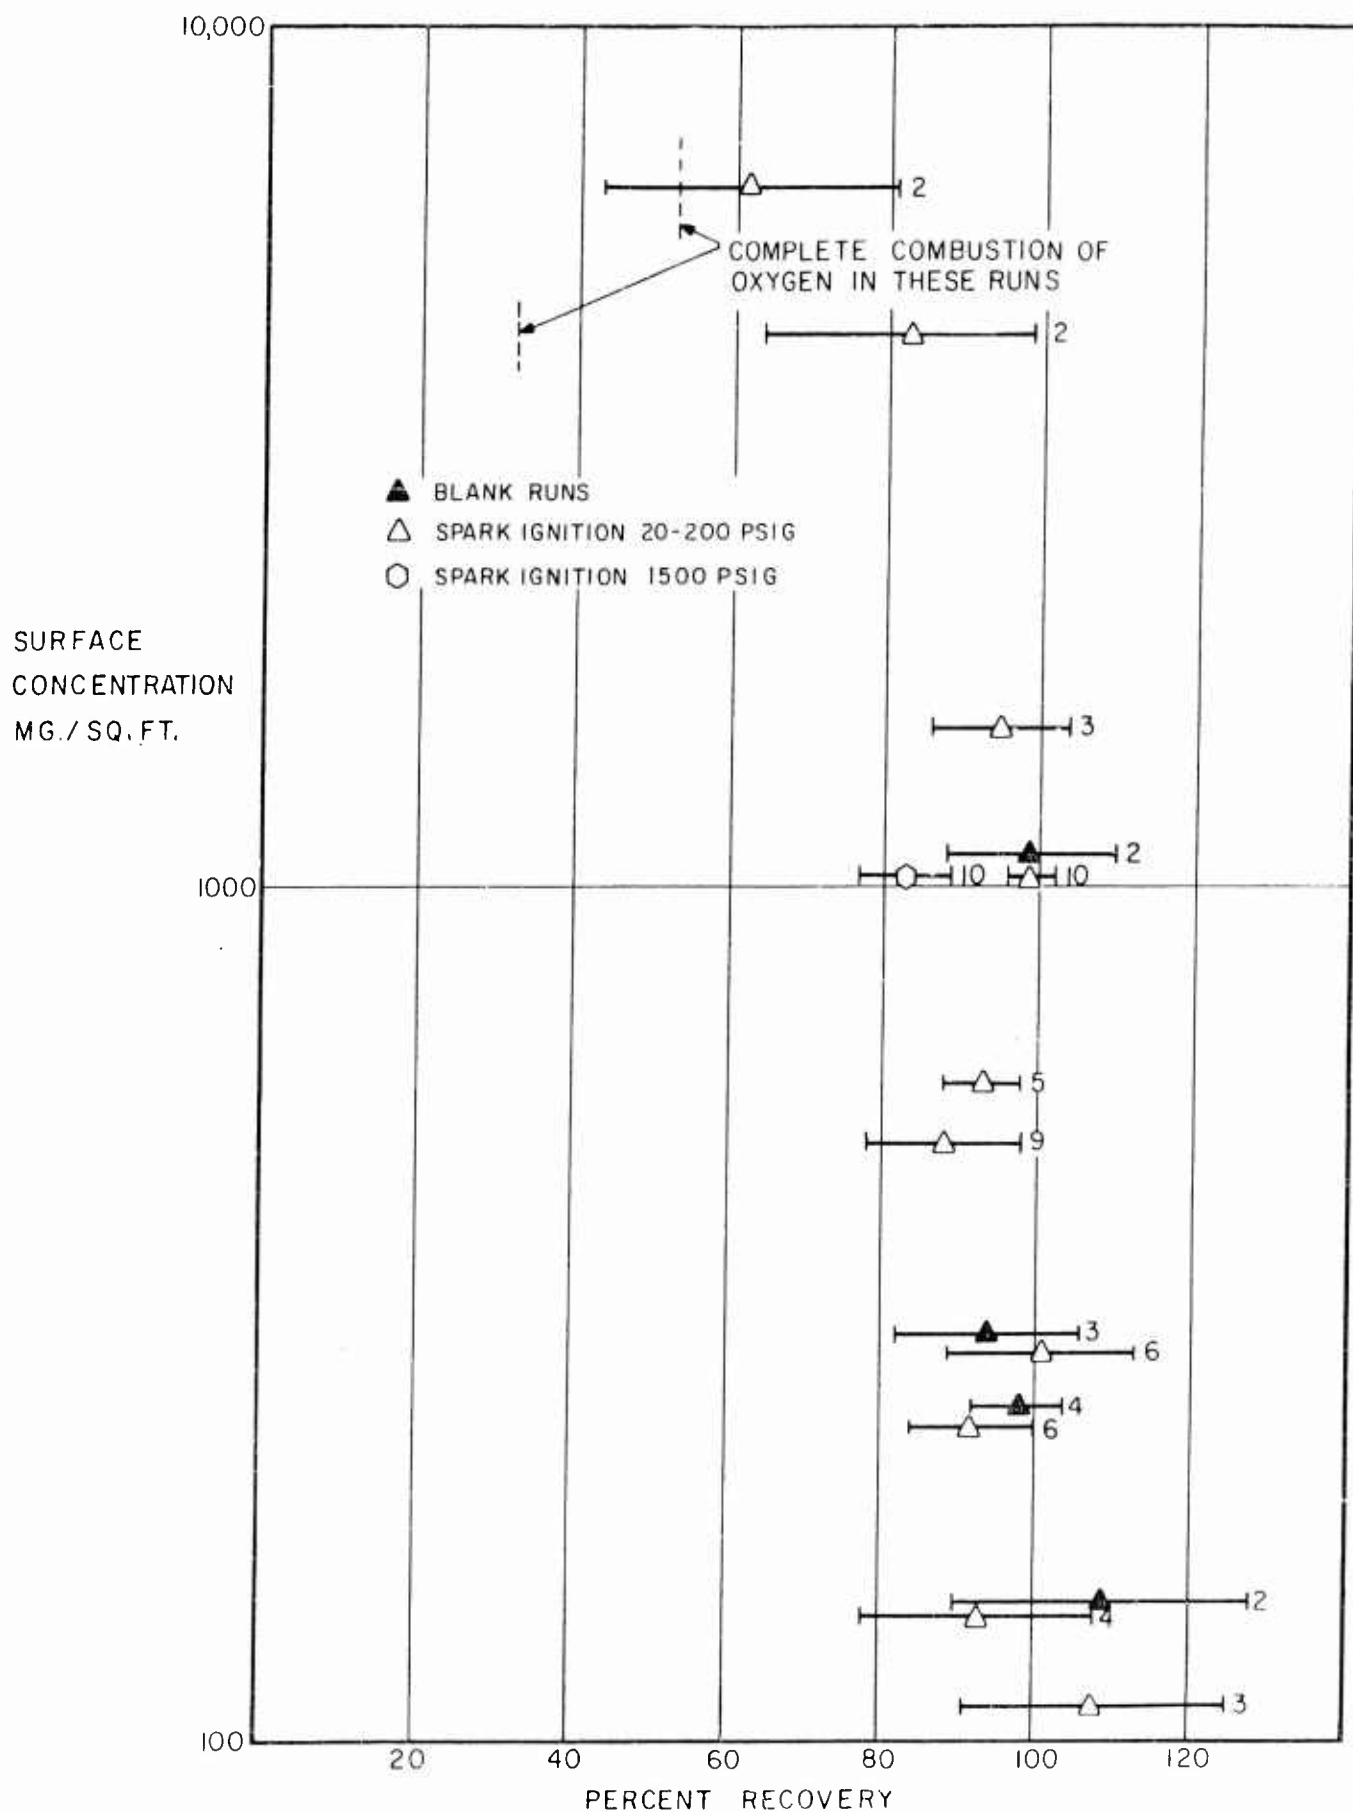 10,000
2
COMPLETE COMBUSTION OF
OXYGEN IN THESE RUNS
2
BLANK RUNS
SPARK IGNITION 20-200 PSIG
SPARK IGNITION 1500 PSIG
SURFACE
CONCENTRATION
MG./SQ.FT.
3
2
1000
10
10
5
9
3
6
4
6
2
4
3
100
20 40 60 80 100 120
PERCENT RECOVERY